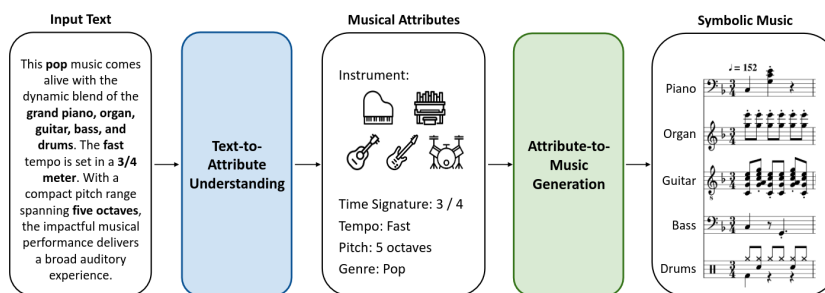 Input Text
This pop music comes
alive with the
dynamic blend of the
grand piano, organ,
guitar, bass, and
drums. The fast
tempo is set in a 3/4
meter. With a
compact pitch range
spanning five octaves,
the impactful musical
performance delivers
a broad auditory
experience.
Text-to-
Attribute
Understanding
Musical Attributes
Instrument:
Time Signature: 3 / 4
Tempo: Fast
Pitch: 5 octaves
Genre: Pop
Attribute-to-
Music
Generation
Symbolic Music
♩ = 152
Piano
Organ
Guitar
Bass
Drums